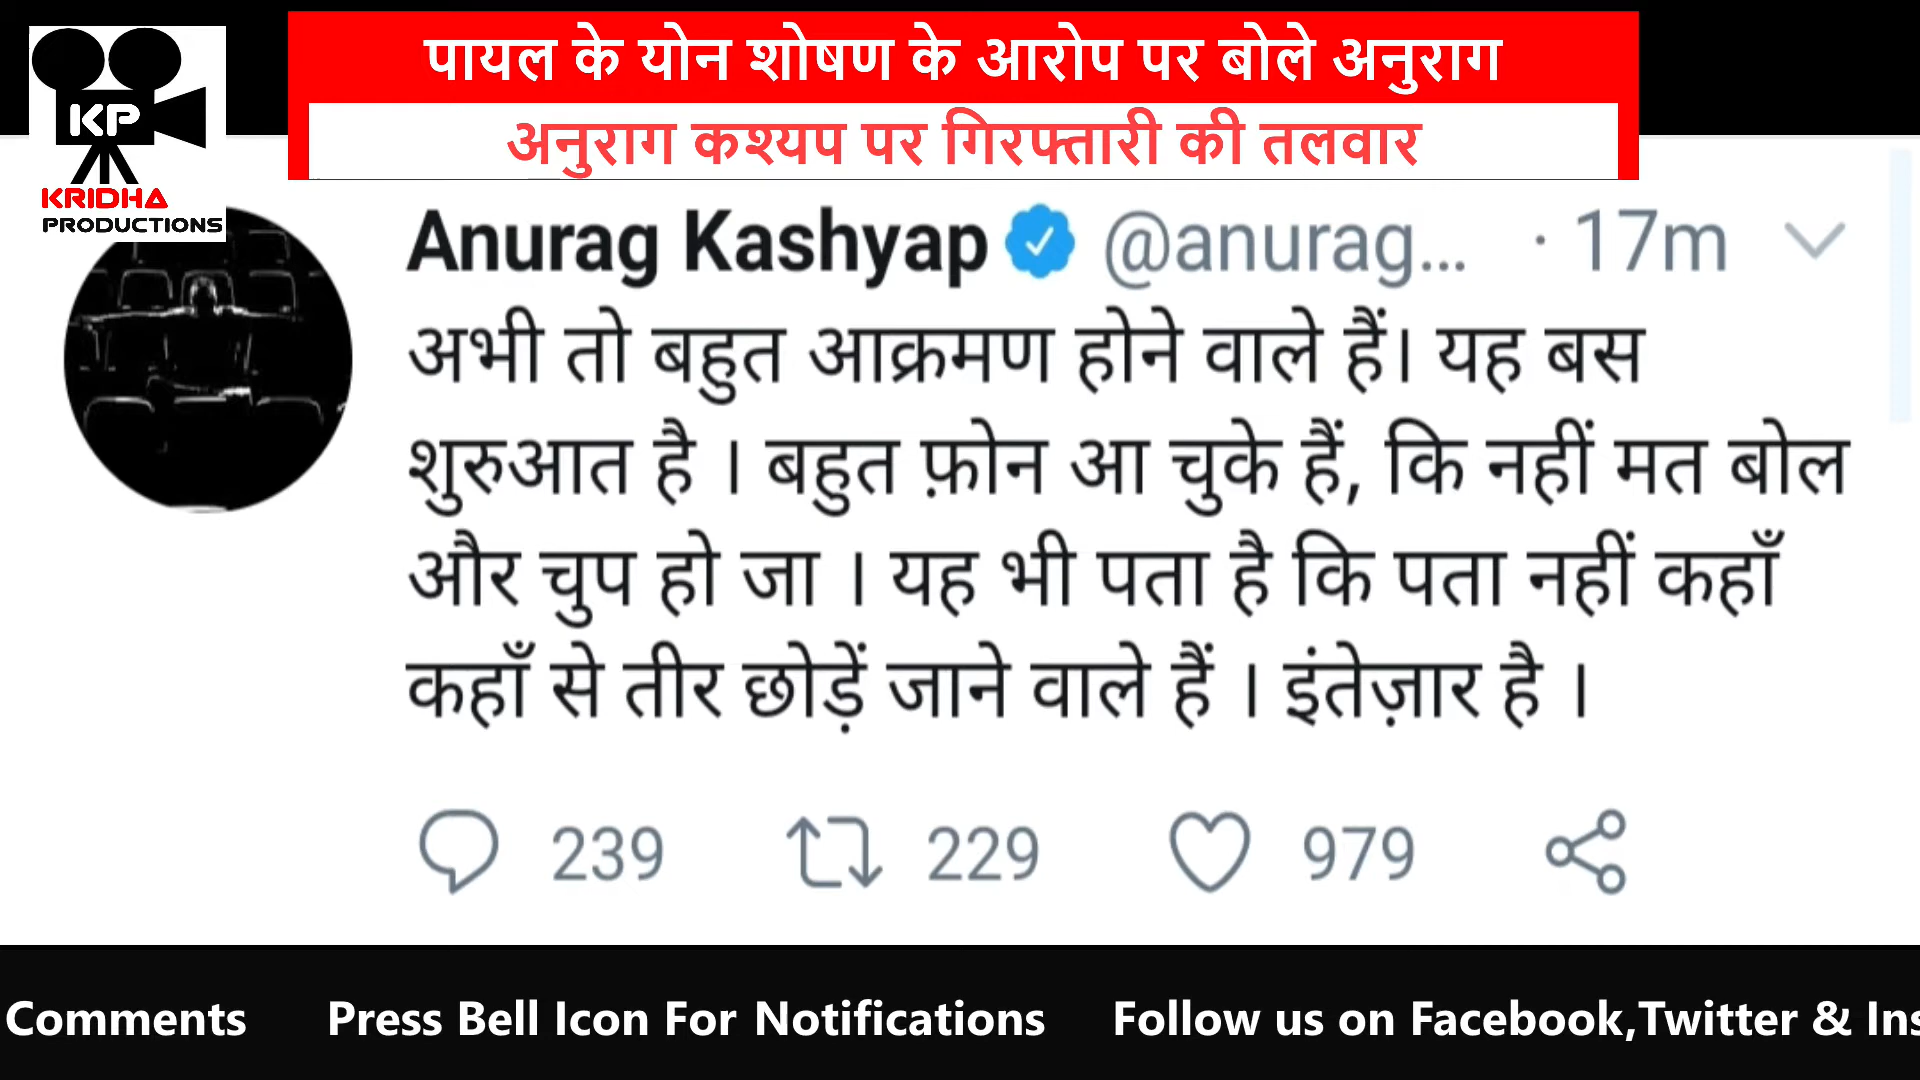 पायल के योन शोषण के आरोप पर बोले अनुराग
अनुराग कश्यप पर गिरफ्तारी की तलवार
KP
KRIDHA
PRODUCTIONS
Anurag Kashyap @anurag... · 17m
अभी तो बहुत आक्रमण होने वाले हैं। यह बस
शुरुआत है । बहुत फ़ोन आ चुके हैं, कि नहीं मत बोल
और चुप हो जा । यह भी पता है कि पता नहीं कहाँ
कहाँ से तीर छोड़ें जाने वाले हैं । इंतेज़ार है ।
239 229 979
Comments Press Bell Icon For Notifications Follow us on Facebook,Twitter & Ins